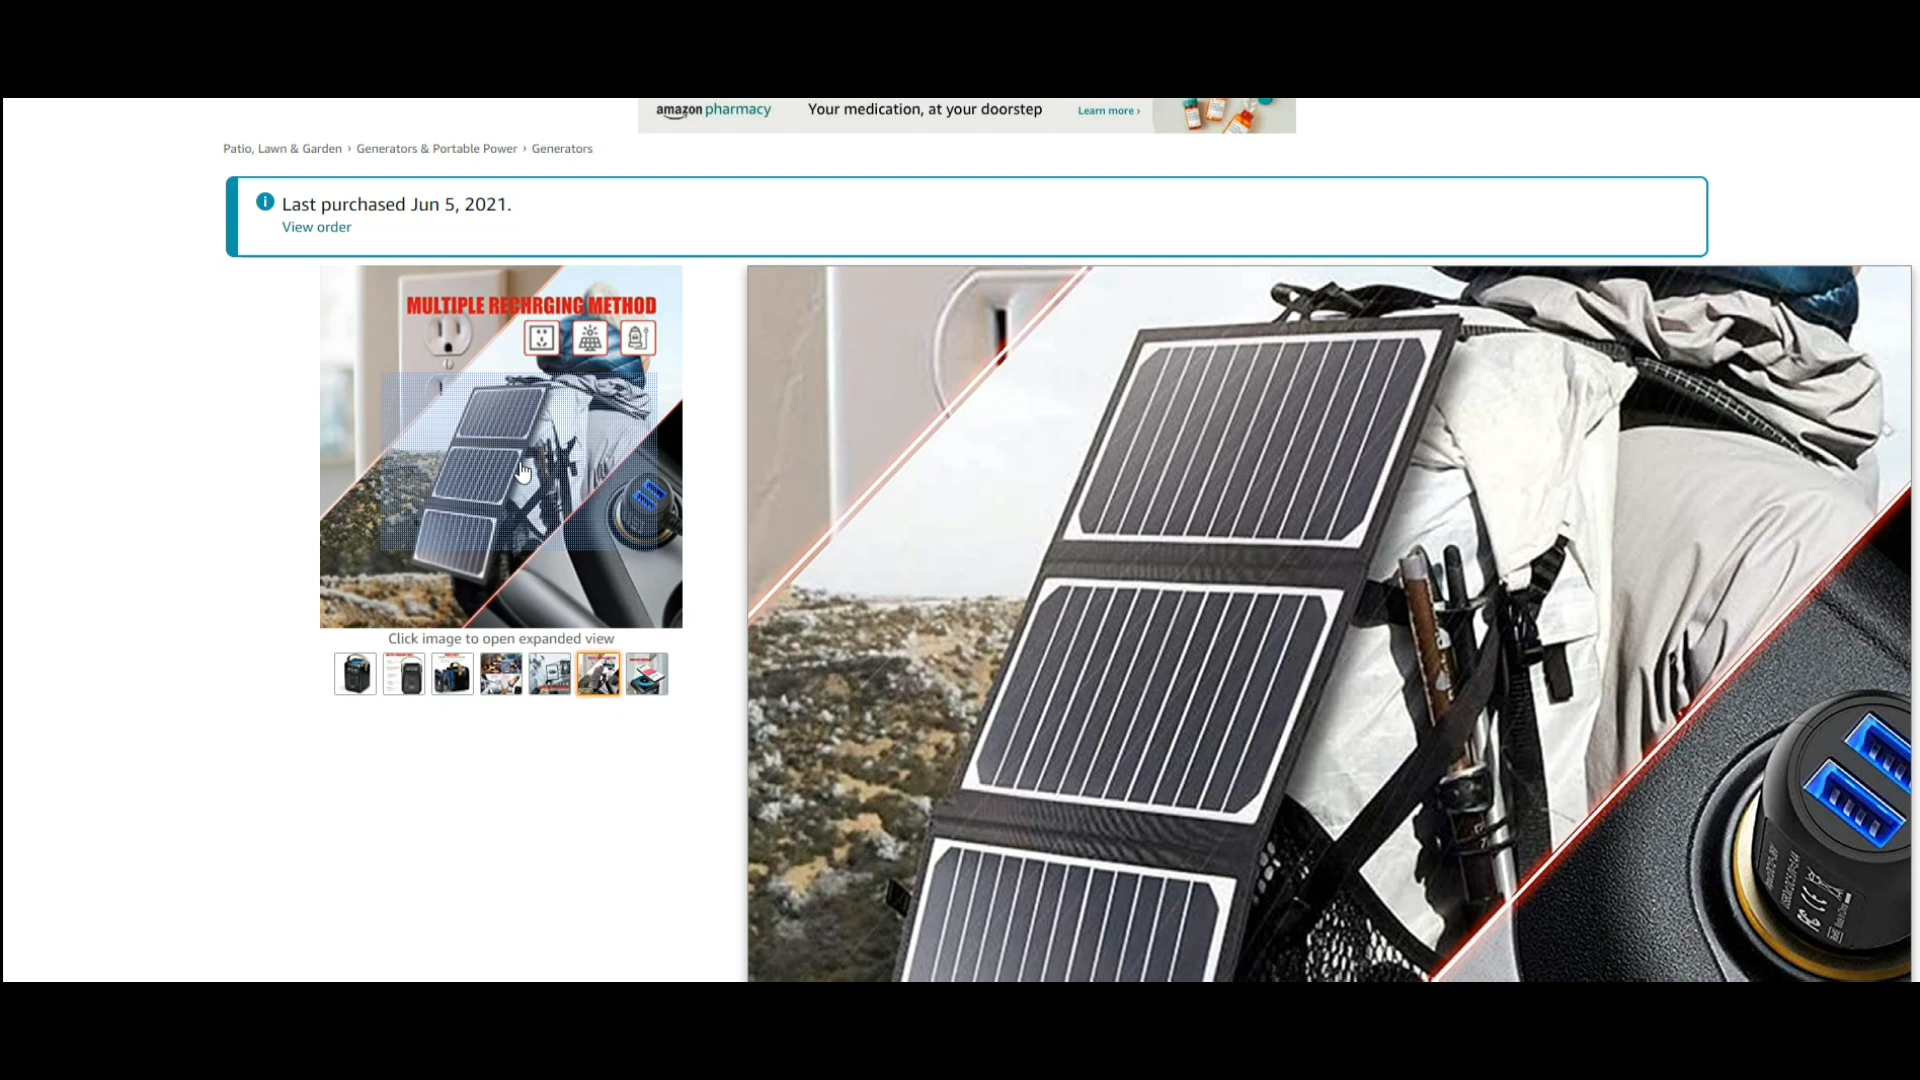 amazon pharmacy Your medication, at your doorstep Learn more ›
Patio, Lawn & Garden › Generators & Portable Power › Generators
i Last purchased Jun 5, 2021.
View order
MULTIPLE RECHRGING METHOD
Click image to open expanded view